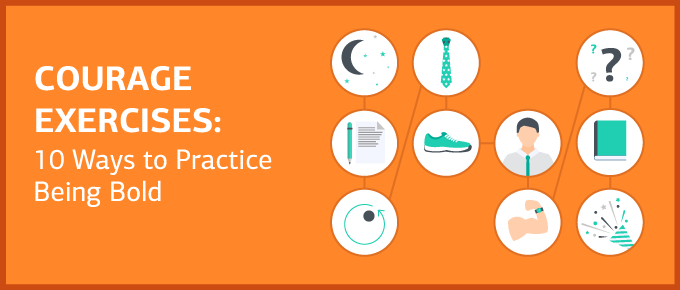 COURAGE
EXERCISES:
10 Ways to Practice
Being Bold
? ? ?
?